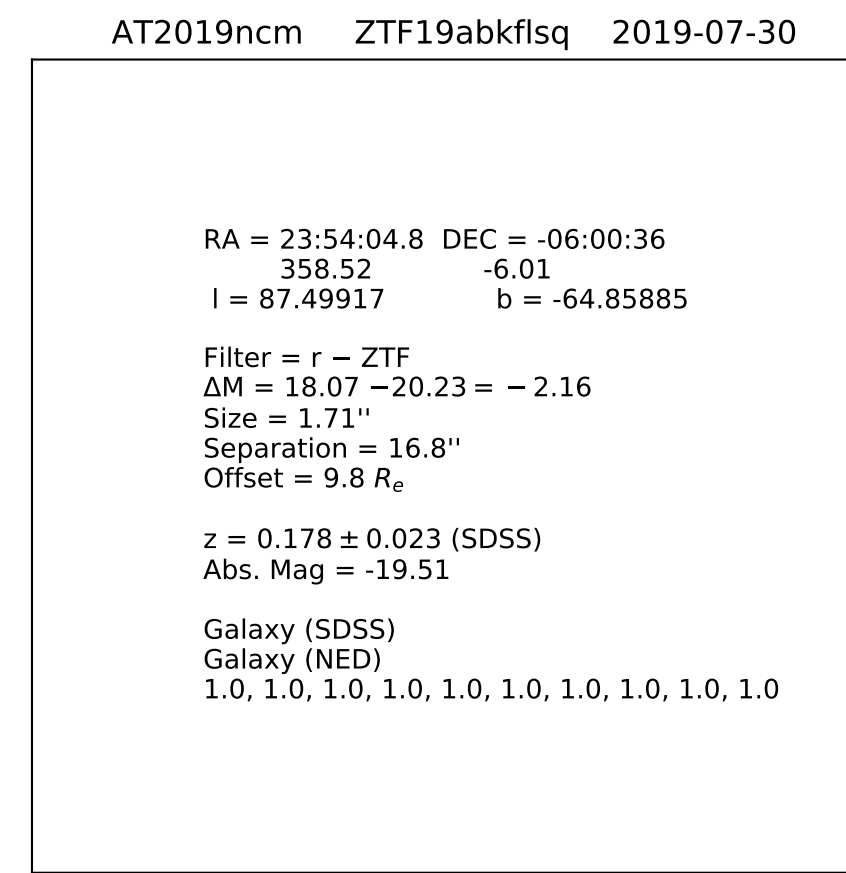 AT2019ncm ZTF19abkflsq 2019-07-30
RA = 23:54:04.8 DEC = -06:00:36
358.52 -6.01
l = 87.49917 b = -64.85885
Filter = r − ZTF
ΔM = 18.07 −20.23 = − 2.16
Size = 1.71''
Separation = 16.8''
Offset = 9.8 Rₑ
z = 0.178 ± 0.023 (SDSS)
Abs. Mag = -19.51
Galaxy (SDSS)
Galaxy (NED)
1.0, 1.0, 1.0, 1.0, 1.0, 1.0, 1.0, 1.0, 1.0, 1.0